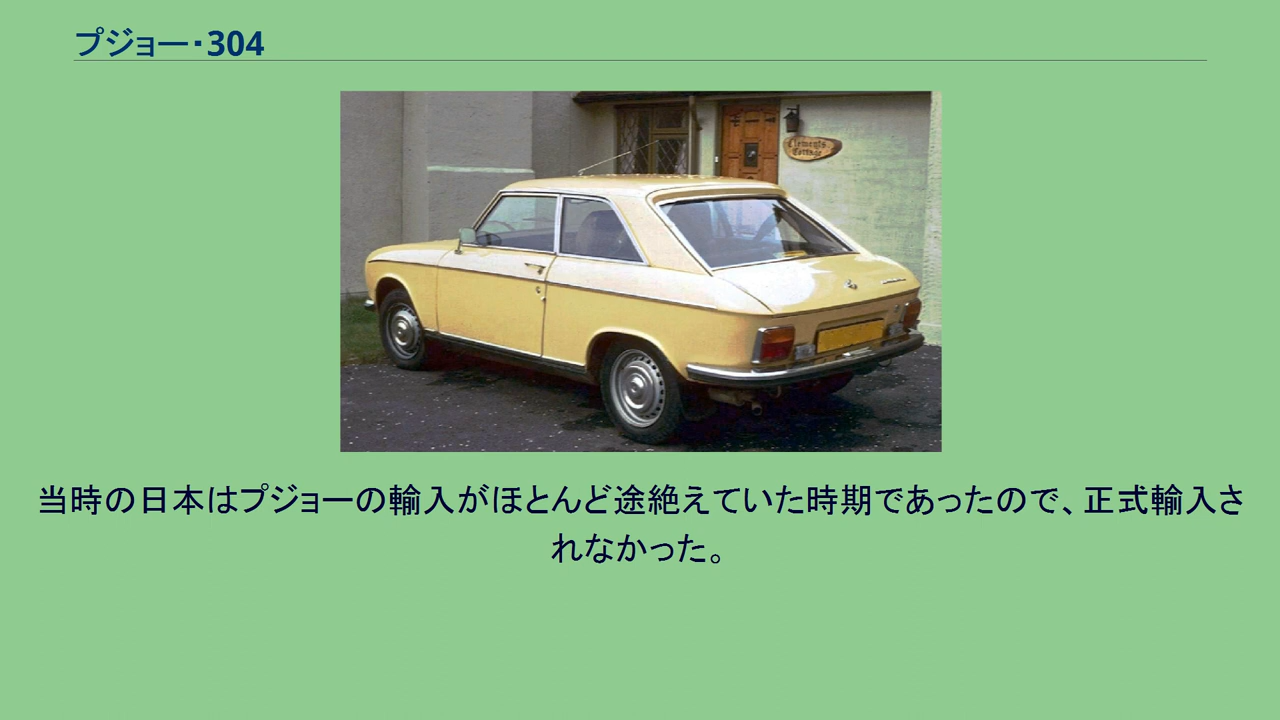 プジョー・304
Clements
Cottage
当時の日本はプジョーの輸入がほとんど途絶えていた時期であったので、正式輸入さ
れなかった。